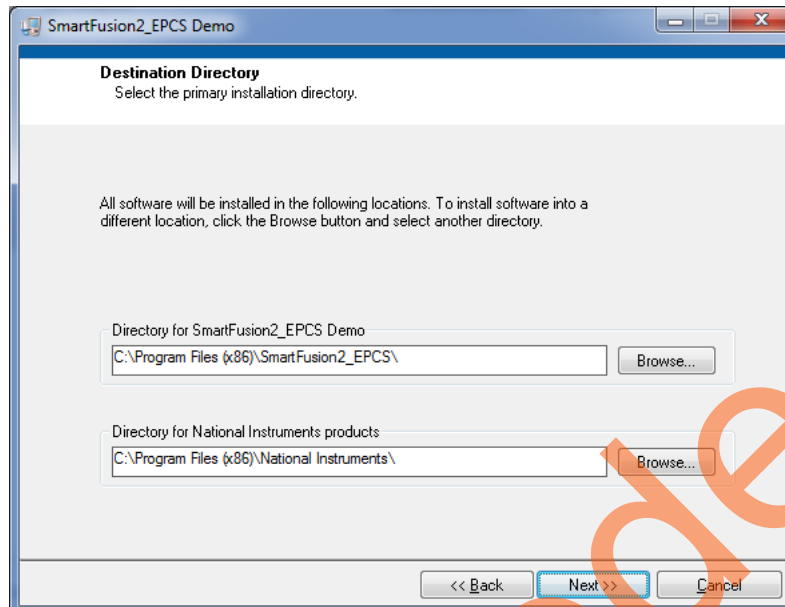 SmartFusion2_EPCS Demo
Destination Directory
Select the primary installation directory.
All software will be installed in the following locations. To install software into a
different location, click the Browse button and select another directory.
Directory for SmartFusion2_EPCS Demo
C:\Program Files (x86)\SmartFusion2_EPCS\
Browse...
Directory for National Instruments products
C:\Program Files (x86)\National Instruments\
Browse...
<< Back
Next >>
Cancel